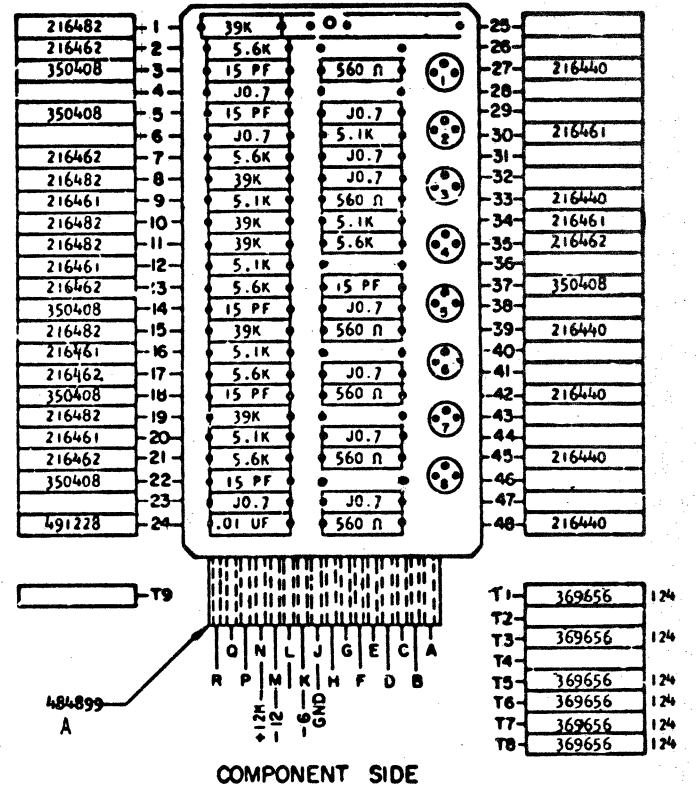 216482 1 39K 25
216462 2 5.6K 26
350408 3 15 PF 560 Ω 1 27 216440
4 J0.7 28
350408 5 15 PF J0.7 29
6 J0.7 5.1K 2 30 216461
216462 7 5.6K J0.7 31
216482 8 39K J0.7 3 32
216461 9 5.1K 560 Ω 33 216440
216482 10 39K 5.1K 34 216461
216482 11 39K 5.6K 4 35 216462
216461 12 5.1K 36
216462 13 5.6K 15 PF 37 350408
350408 14 15 PF J0.7 5 38
216482 15 39K 560 Ω 39 216440
216461 16 5.1K 40
216462 17 5.6K J0.7 6 41
350408 18 15 PF 560 Ω 42 216440
216482 19 39K 7 43
216461 20 5.1K J0.7 44
216462 21 5.6K 560 Ω 45 216440
350408 22 15 PF 8 46
23 J0.7 J0.7 47
491228 24 .01 UF 560 Ω 48 216440
T9
T1 369656 124
T2
T3 369656 124
T4
T5 369656 124
T6 369656 124
T7 369656 124
T8 369656 124
Q N L J G E C A
R P M K H F D B
+12M -12 -6 GND
484899
A
COMPONENT SIDE